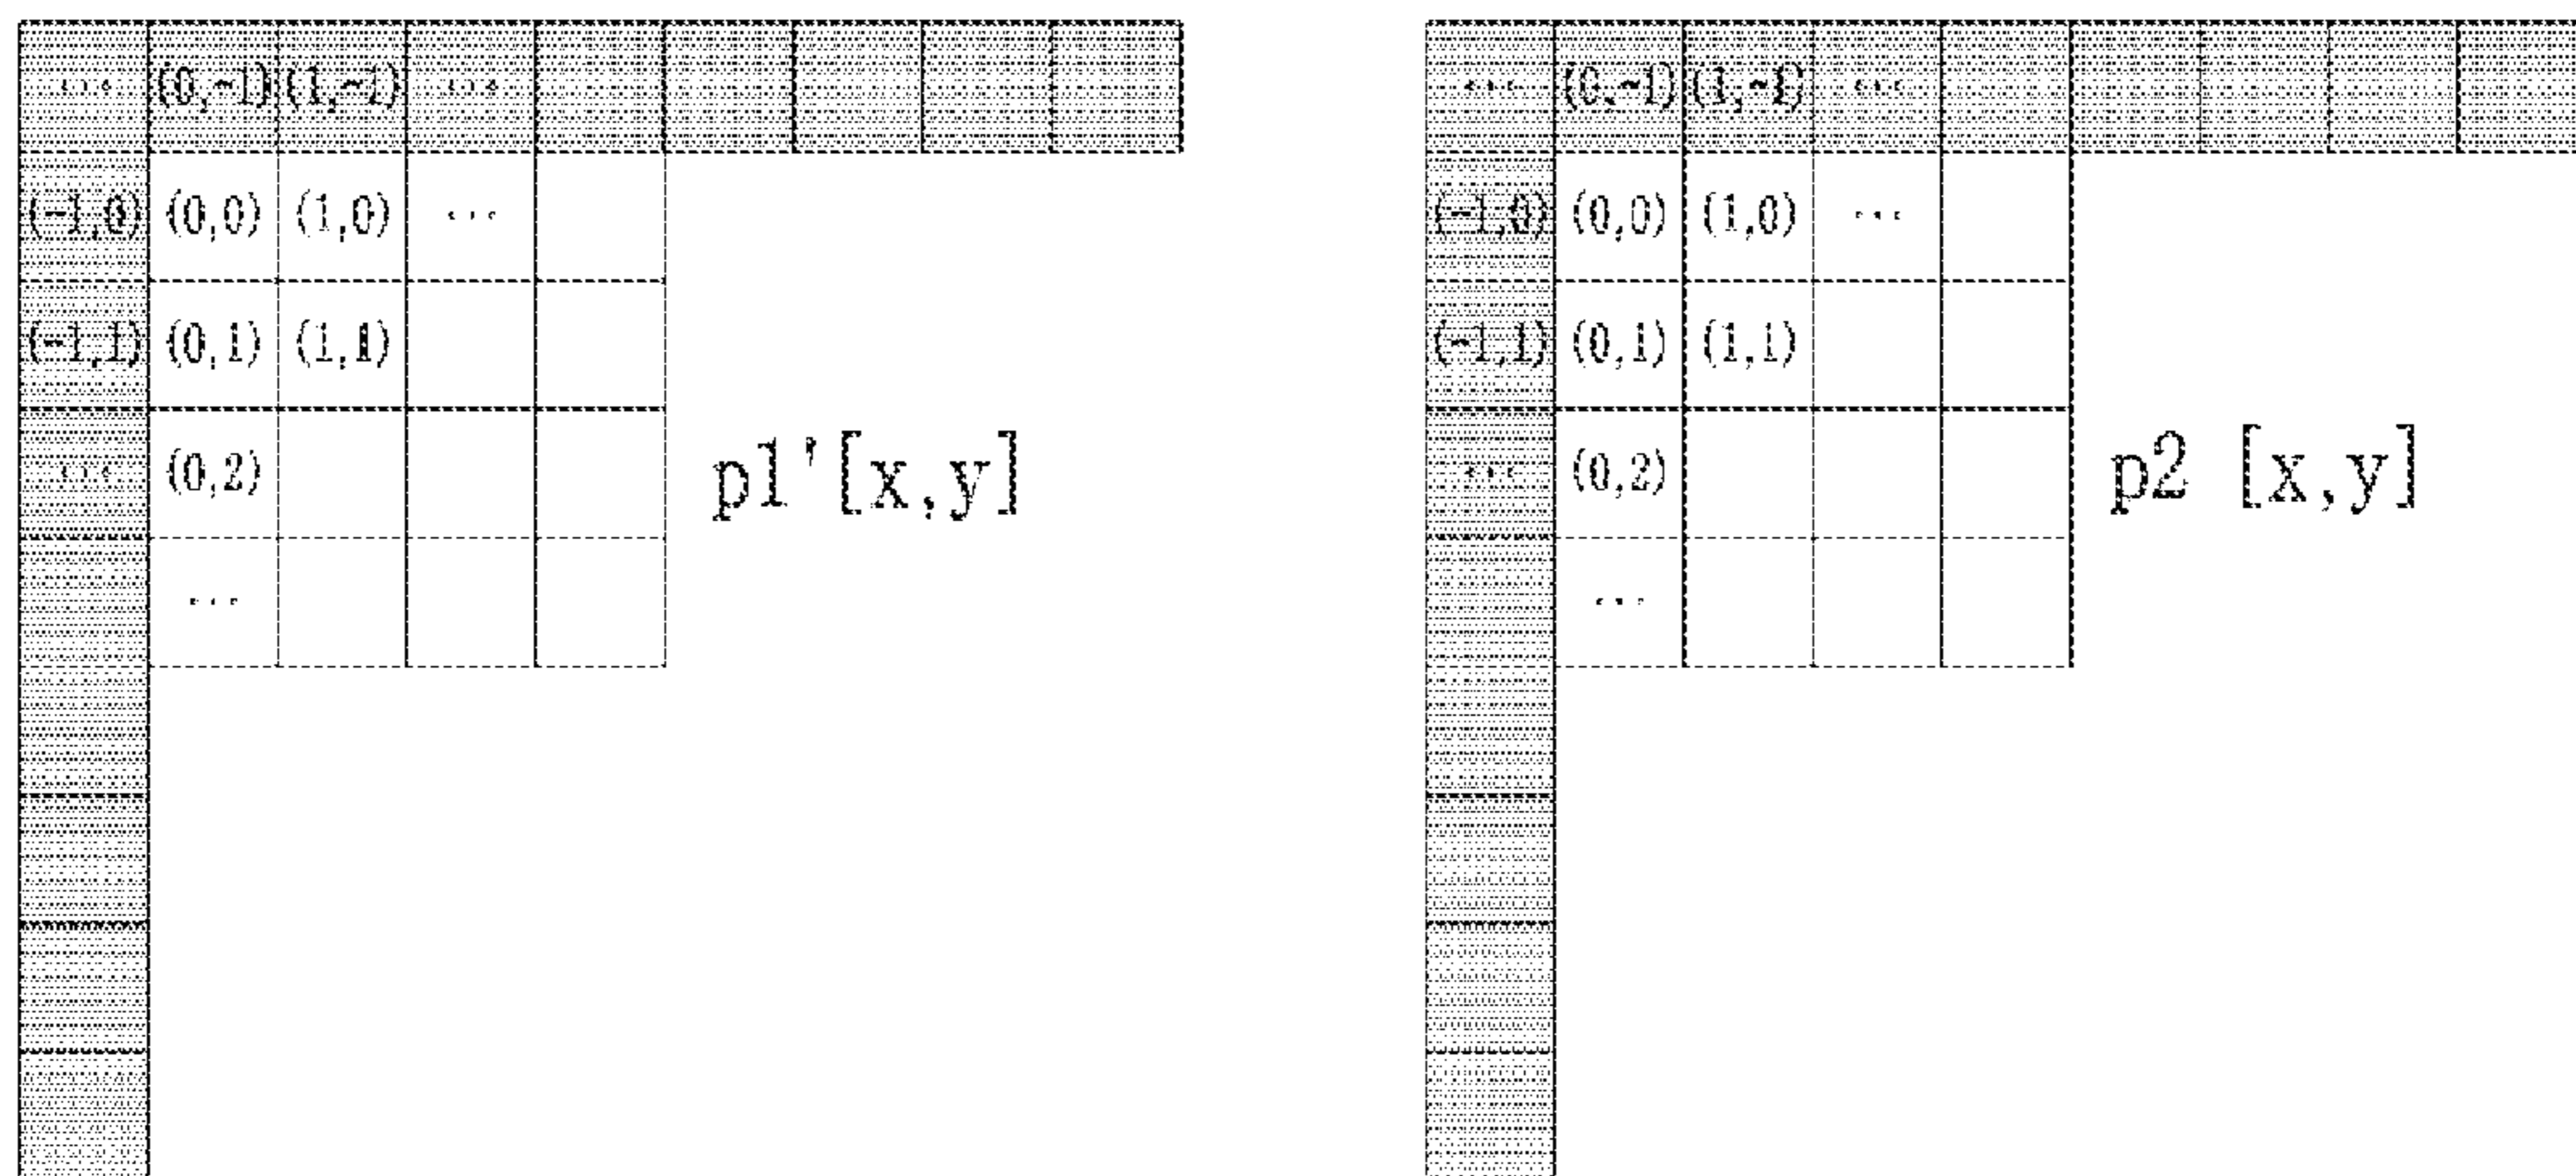 ... (0,-1) (1,-1) ... ... (0,-1) (1,-1) ...
(-1,0) (0,0) (1,0) ... (-1,0) (0,0) (1,0) ...
(-1,1) (0,1) (1,1) (-1,1) (0,1) (1,1)
... (0,2) p1'[x,y] ... (0,2) p2 [x,y]
... ...